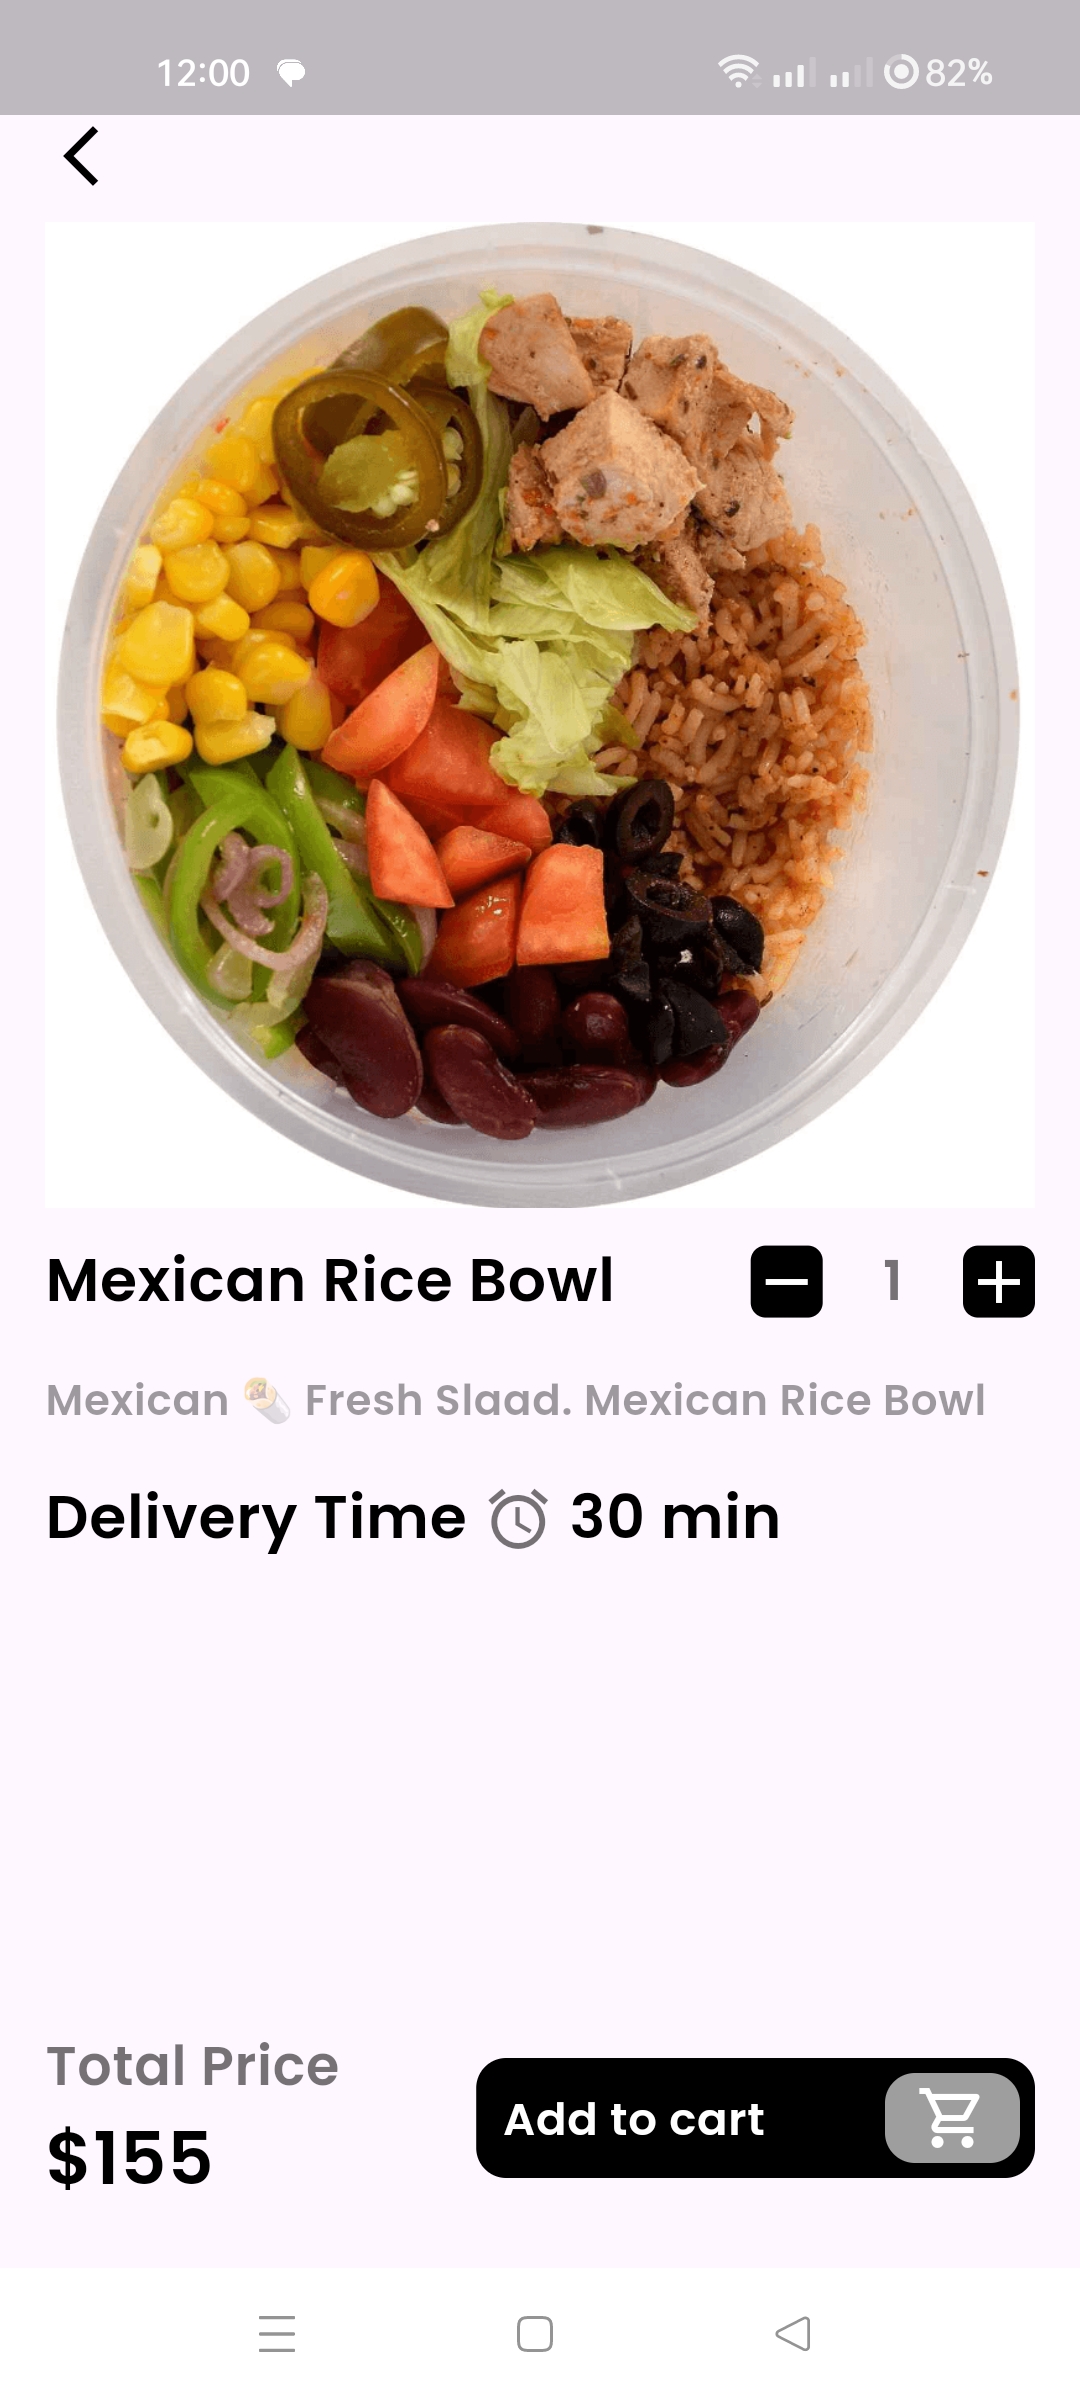 12:00 82%
Mexican Rice Bowl 1
Mexican 🌯 Fresh Slaad. Mexican Rice Bowl
Delivery Time 30 min
Total Price
$155
Add to cart